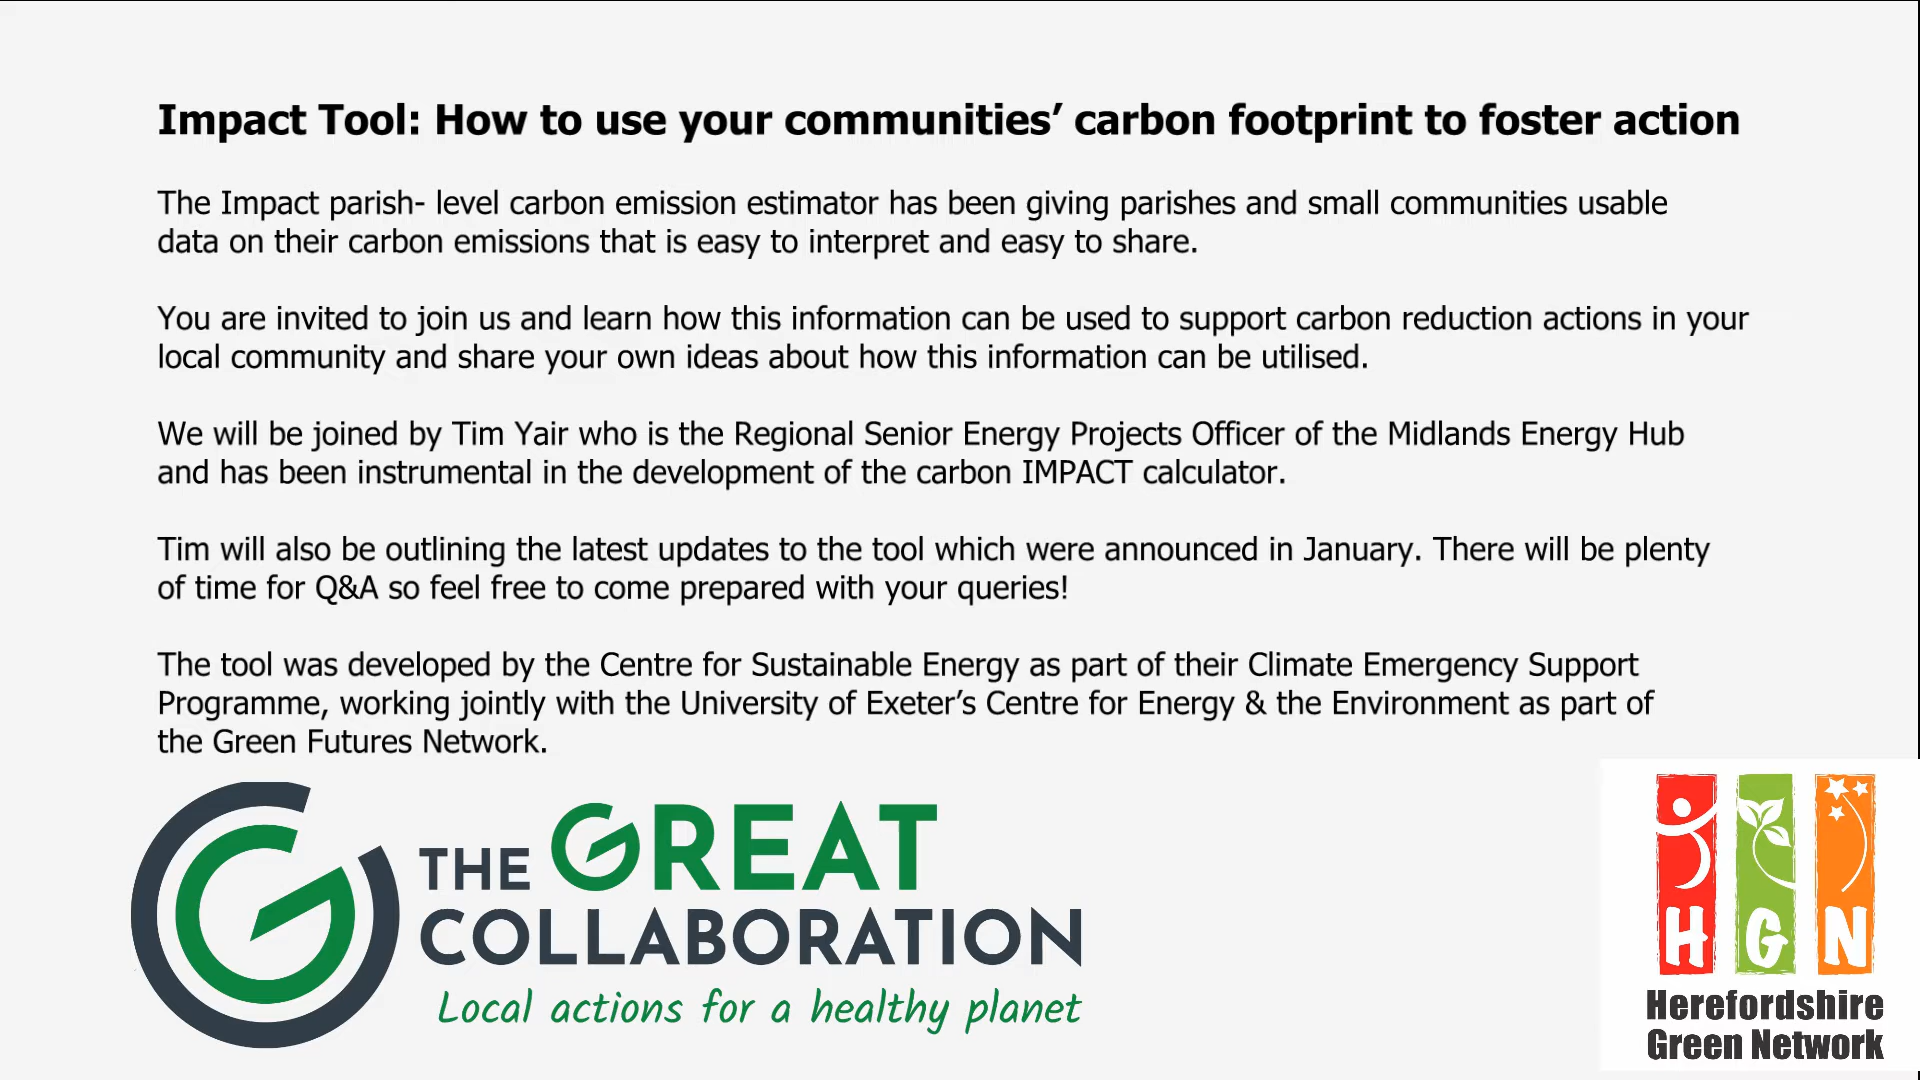 Impact Tool: How to use your communities’ carbon footprint to foster action
The Impact parish- level carbon emission estimator has been giving parishes and small communities usable
data on their carbon emissions that is easy to interpret and easy to share.
You are invited to join us and learn how this information can be used to support carbon reduction actions in your
local community and share your own ideas about how this information can be utilised.
We will be joined by Tim Yair who is the Regional Senior Energy Projects Officer of the Midlands Energy Hub
and has been instrumental in the development of the carbon IMPACT calculator.
Tim will also be outlining the latest updates to the tool which were announced in January. There will be plenty
of time for Q&A so feel free to come prepared with your queries!
The tool was developed by the Centre for Sustainable Energy as part of their Climate Emergency Support
Programme, working jointly with the University of Exeter’s Centre for Energy & the Environment as part of
the Green Futures Network.
THE GREAT
COLLABORATION
Local actions for a healthy planet
HGN
Herefordshire
Green Network